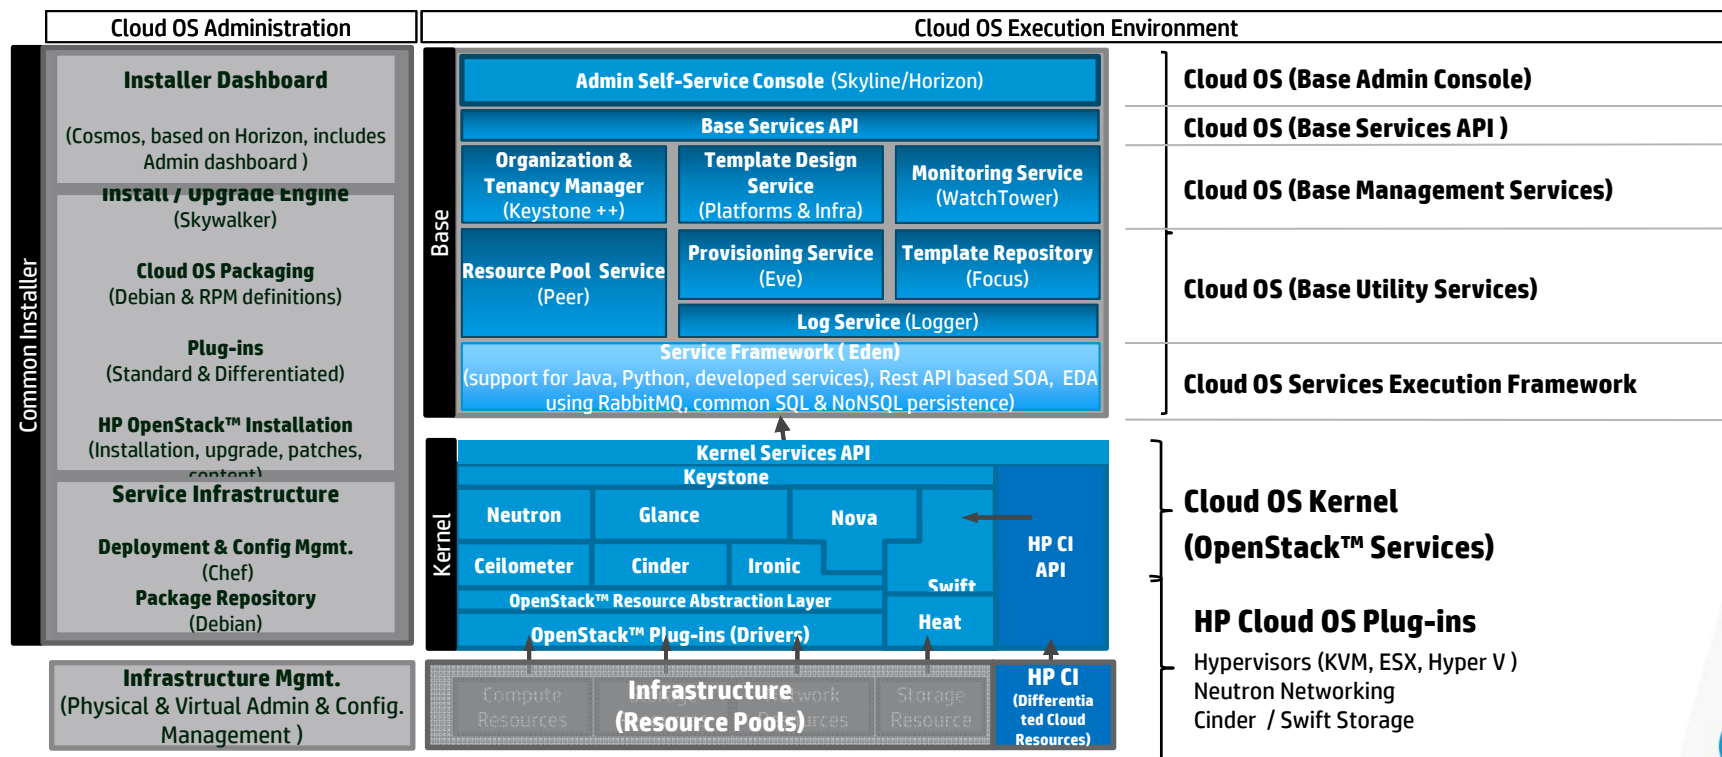 Cloud OS Administration
Cloud OS Execution Environment
Common Installer
Installer Dashboard
(Cosmos, based on Horizon, includes
Admin dashboard )
Install / Upgrade Engine
(Skywalker)
Cloud OS Packaging
(Debian & RPM definitions)
Plug-ins
(Standard & Differentiated)
HP OpenStack™ Installation
(Installation, upgrade, patches,
content)
Service Infrastructure
Deployment & Config Mgmt.
(Chef)
Package Repository
(Debian)
Infrastructure Mgmt.
(Physical & Virtual Admin & Config.
Management )
Base
Admin Self-Service Console (Skyline/Horizon)
Base Services API
Organization &
Tenancy Manager
(Keystone ++)
Template Design
Service
(Platforms & Infra)
Monitoring Service
(WatchTower)
Resource Pool Service
(Peer)
Provisioning Service
(Eve)
Template Repository
(Focus)
Log Service (Logger)
Service Framework ( Eden)
(support for Java, Python, developed services), Rest API based SOA, EDA
using RabbitMQ, common SQL & NoNSQL persistence)
Kernel
Kernel Services API
Keystone
Neutron
Glance
Nova
Ceilometer
Cinder
Ironic
Swift
HP CI
API
OpenStack™ Resource Abstraction Layer
OpenStack™ Plug-ins (Drivers)
Heat
Compute
Resources
Infrastructure
(Resource Pools)
Storage
Resource
HP CI
(Differentia
ted Cloud
Resources)
Cloud OS (Base Admin Console)
Cloud OS (Base Services API )
Cloud OS (Base Management Services)
Cloud OS (Base Utility Services)
Cloud OS Services Execution Framework
Cloud OS Kernel
(OpenStack™ Services)
HP Cloud OS Plug-ins
Hypervisors (KVM, ESX, Hyper V )
Neutron Networking
Cinder / Swift Storage